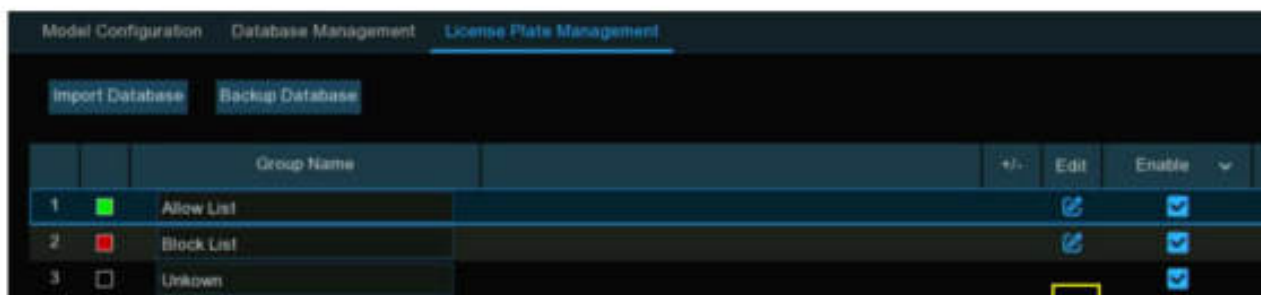 Model Configuration Database Management License Plate Management
Import Database Backup Database
Group Name +/- Edit Enable
1 Allow List
2 Block List
3 Unkown